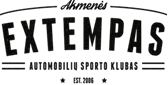 Akmenės
EXTEMPAS
AUTOMOBILIŲ SPORTO KLUBAS
EST. 2006